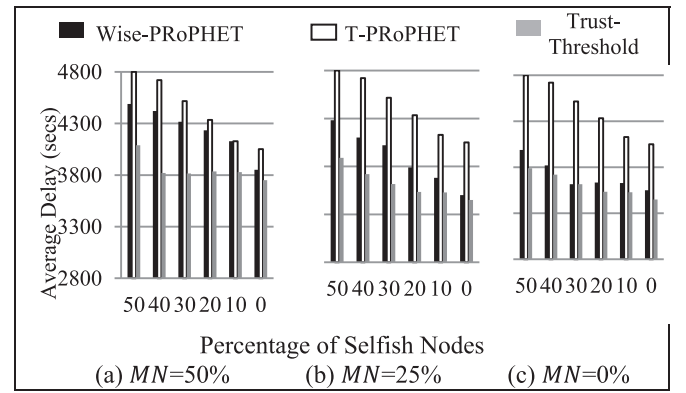 Wise-PRoPHET T-PRoPHET Trust-
Threshold
Average Delay (secs)
4800
4300
3800
3300
2800
50 40 30 20 10 0 50 40 30 20 10 0 50 40 30 20 10 0
Percentage of Selfish Nodes
(a) MN=50% (b) MN=25% (c) MN=0%